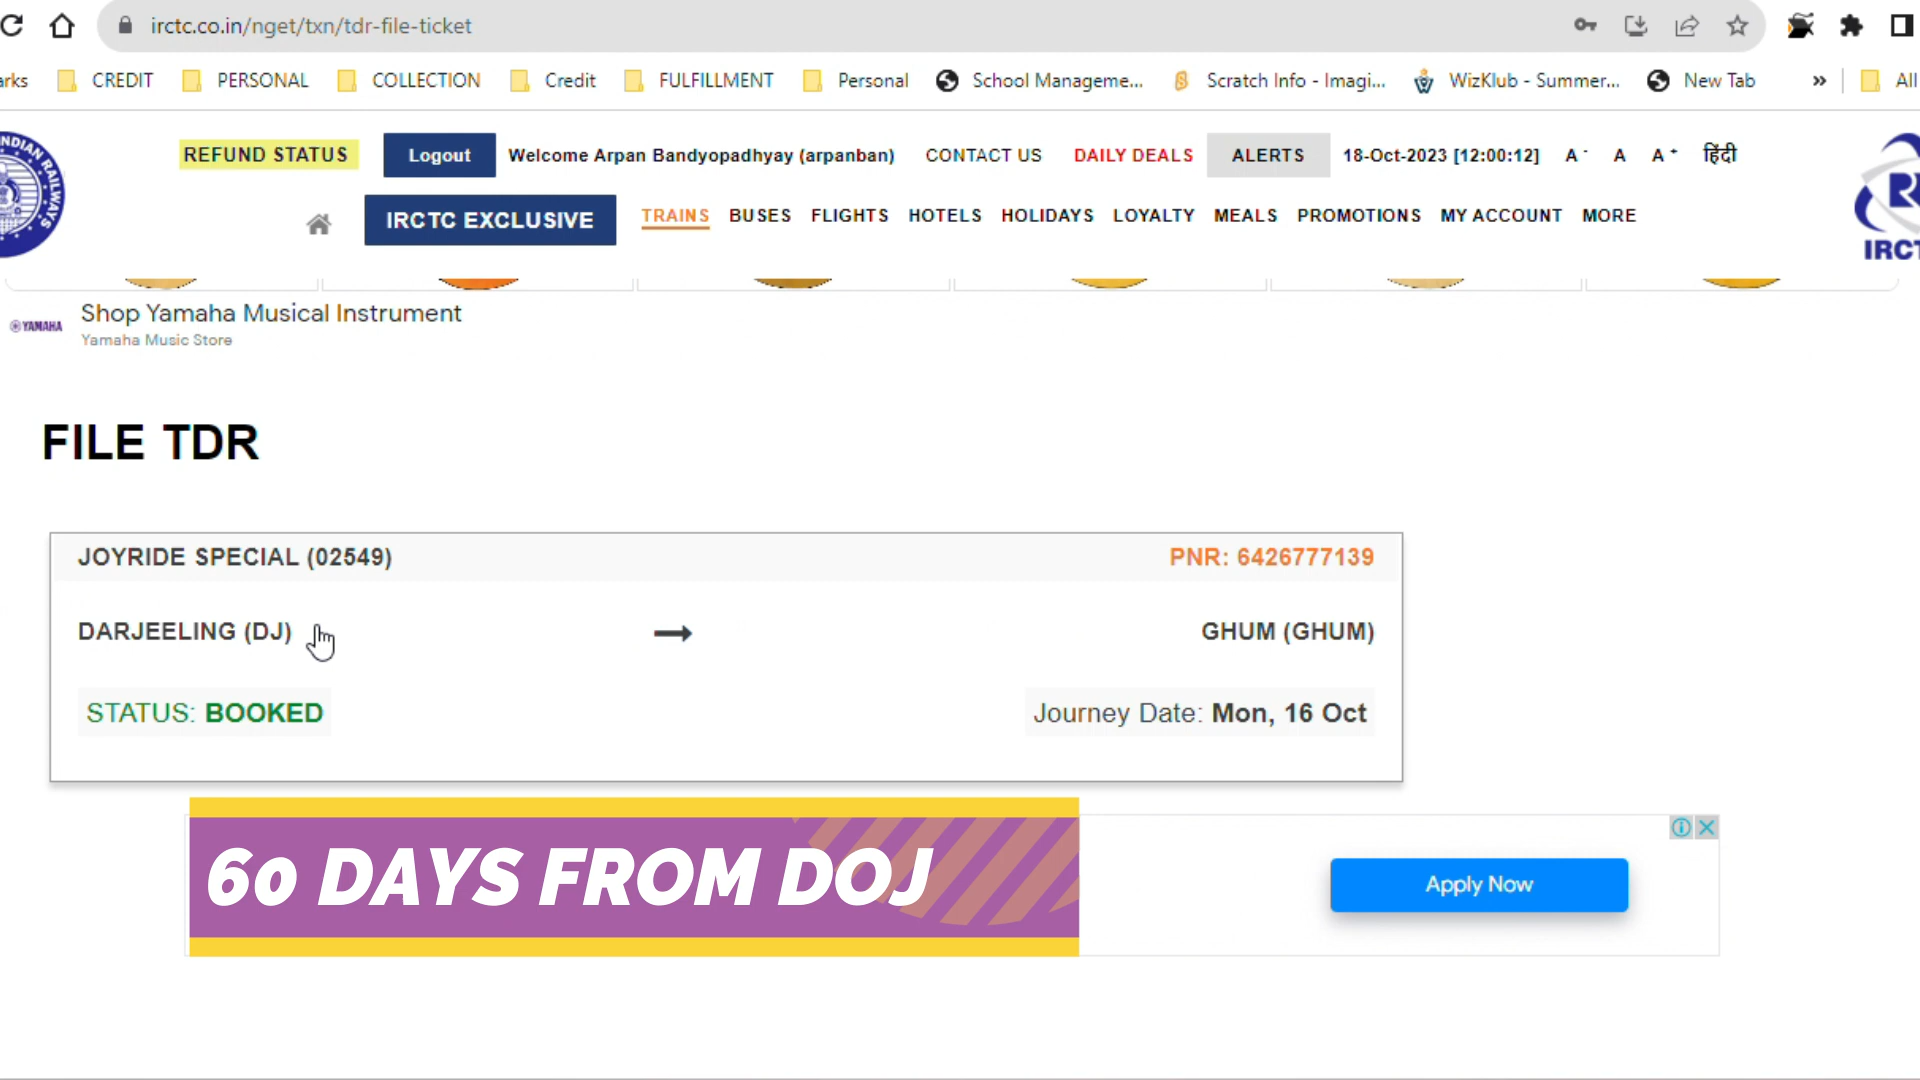 irctc.co.in/nget/txn/tdr-file-ticket
arks CREDIT PERSONAL COLLECTION Credit FULFILLMENT Personal School Manageme... Scratch Info - Imagi... WizKlub - Summer... New Tab » All
REFUND STATUS Logout Welcome Arpan Bandyopadhyay (arpanban) CONTACT US DAILY DEALS ALERTS 18-Oct-2023 [12:00:12] A - A A + हिंदी
INDIAN RAILWAYS
IRCTC EXCLUSIVE TRAINS BUSES FLIGHTS HOTELS HOLIDAYS LOYALTY MEALS PROMOTIONS MY ACCOUNT MORE
IRCT
Shop Yamaha Musical Instrument
YAMAHA
Yamaha Music Store
FILE TDR
JOYRIDE SPECIAL (02549) PNR: 6426777139
DARJEELING (DJ) GHUM (GHUM)
STATUS: BOOKED Journey Date: Mon, 16 Oct
60 DAYS FROM DOJ
Apply Now